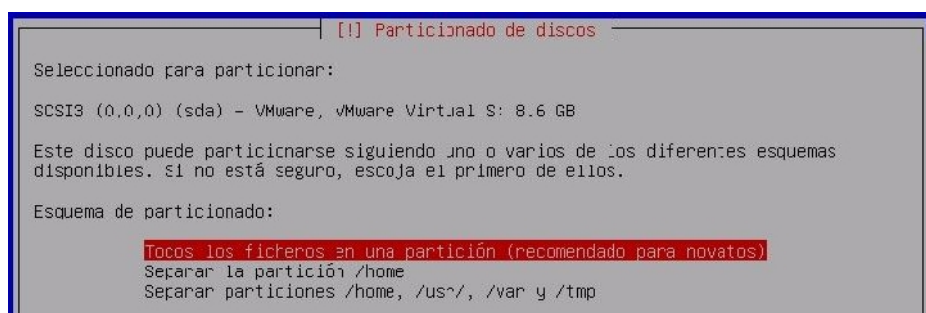 [!] Particionado de discos
Seleccionado para particionar:
SCSI3 (0,0,0) (sda) – VMware, VMware Virtual S: 8.6 GB
Este disco puede particionarse siguiendo uno o varios de los diferentes esquemas
disponibles. Si no está seguro, escoja el primero de ellos.
Esquema de particionado:
Todos los ficheros en una partición (recomendado para novatos)
Separar la partición /home
Separar particiones /home, /usr/, /var y /tmp